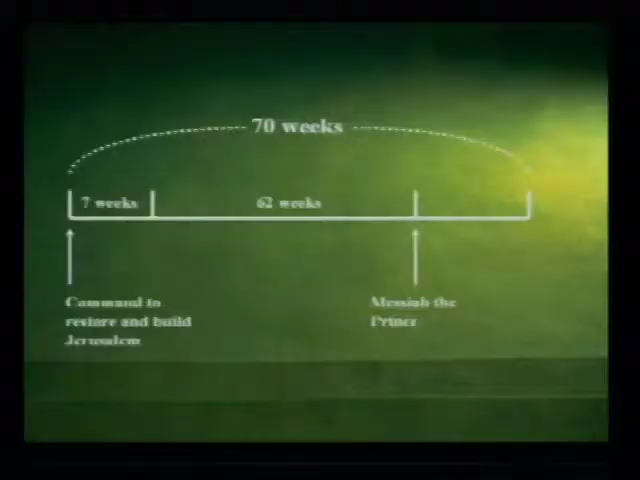 70 weeks
7 weeks
62 weeks
Command to
restore and build
Jerusalem
Messiah the
Prince